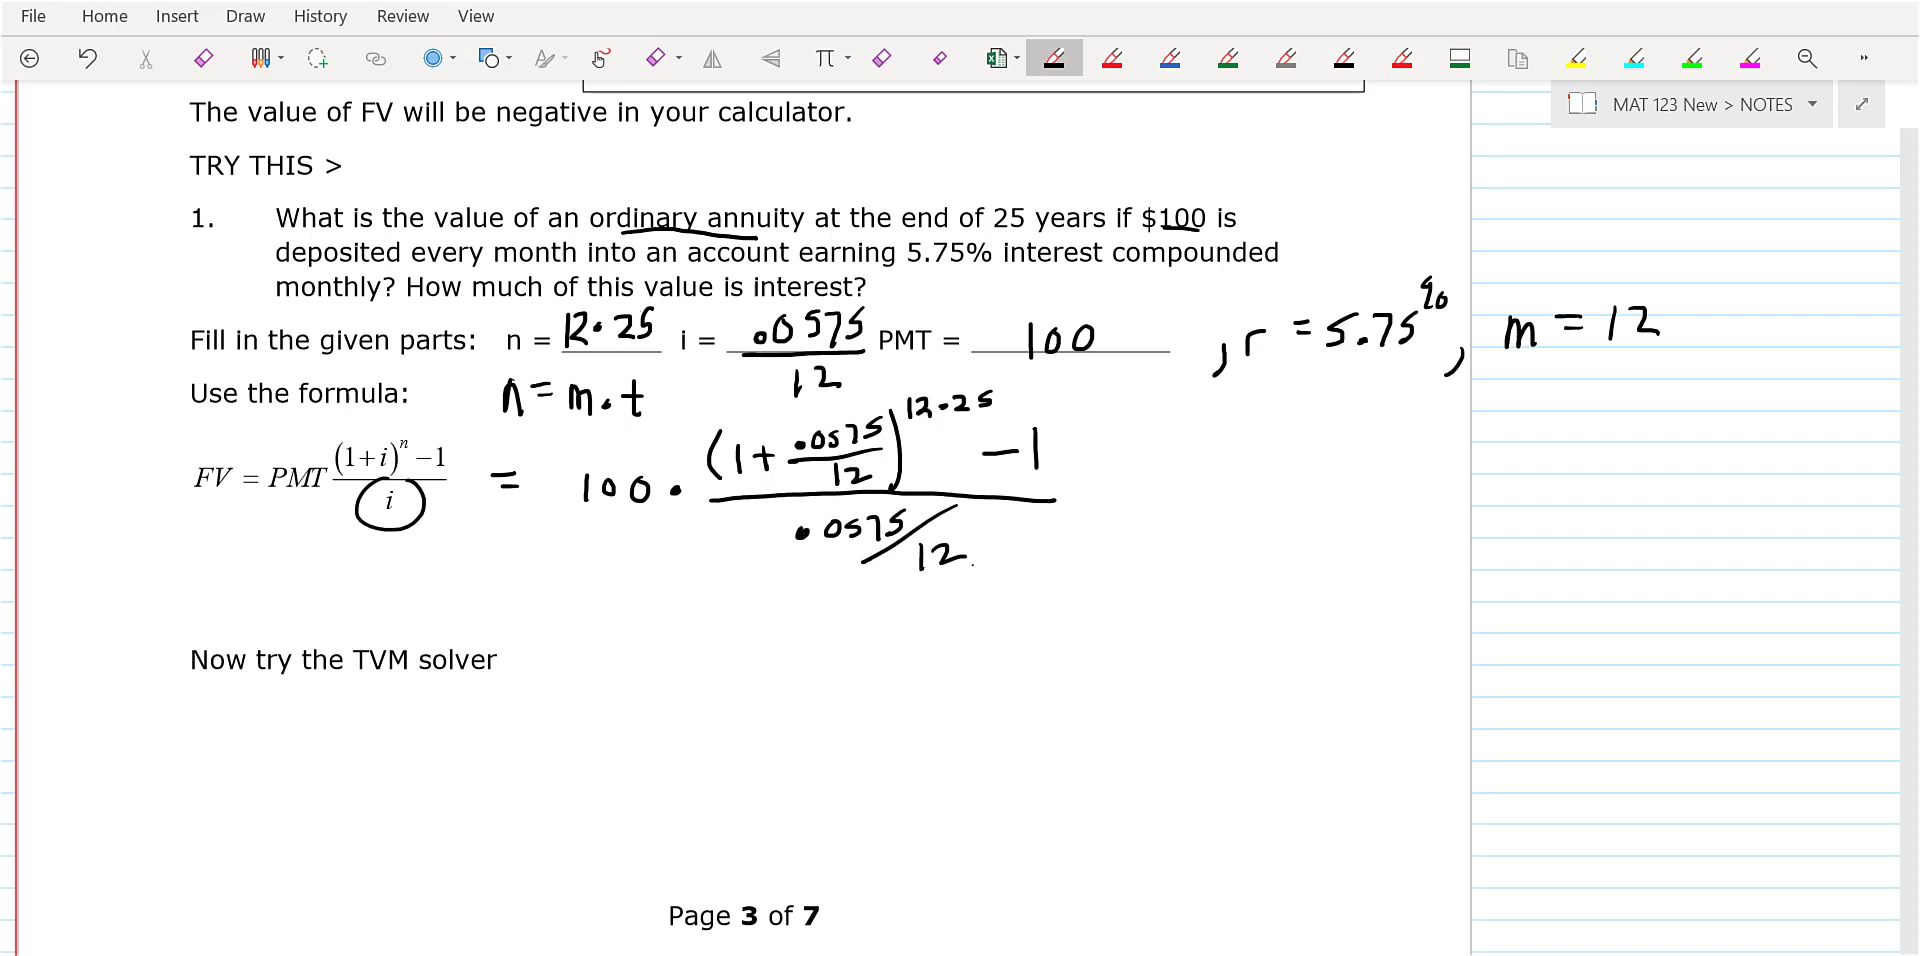 File Home Insert Draw History Review View
MAT 123 New > NOTES
The value of FV will be negative in your calculator.
TRY THIS >
1. What is the value of an ordinary annuity at the end of 25 years if $100 is
deposited every month into an account earning 5.75% interest compounded
monthly? How much of this value is interest?
Fill in the given parts: n = 12·25 i = .0575/12 PMT = 100 , r = 5.75%, m = 12
Use the formula: n = m·t
FV = PMT ((1+i)^n −1)/i = 100 · ((1 + .0575/12)^12·25 − 1)/(.0575/12)
Now try the TVM solver
Page 3 of 7